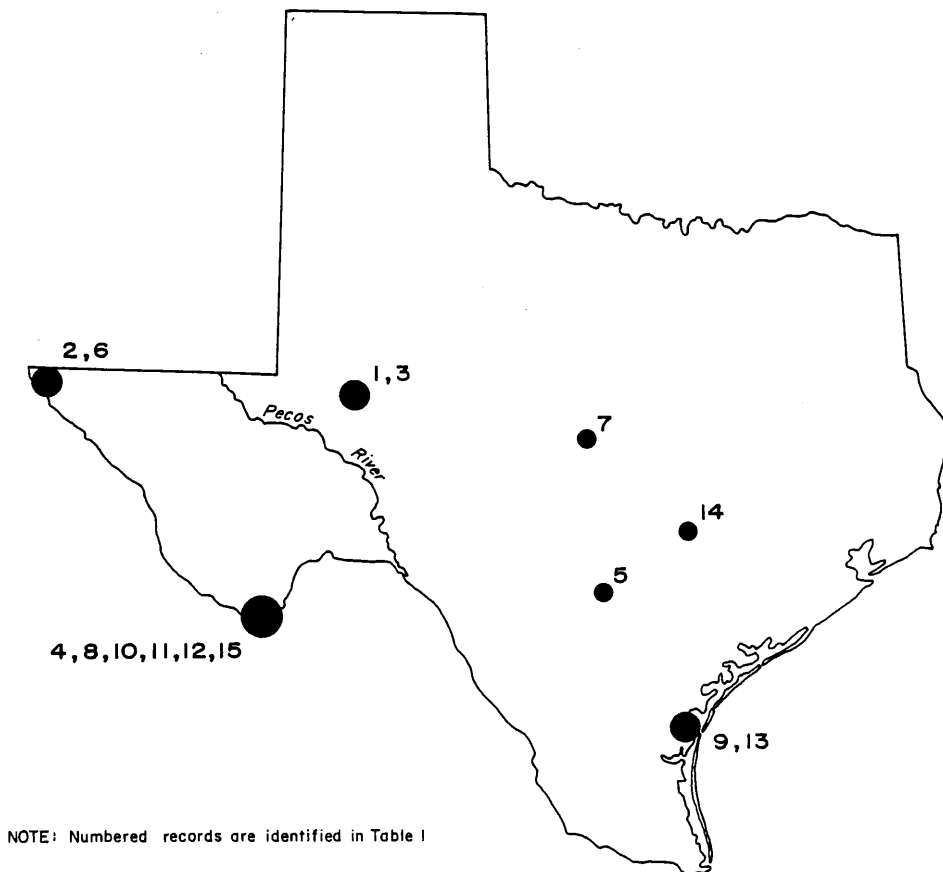 2,6
1,3
Pecos
River
7
14
5
4,8,10,11,12,15
9,13
NOTE: Numbered records are identified in Table I